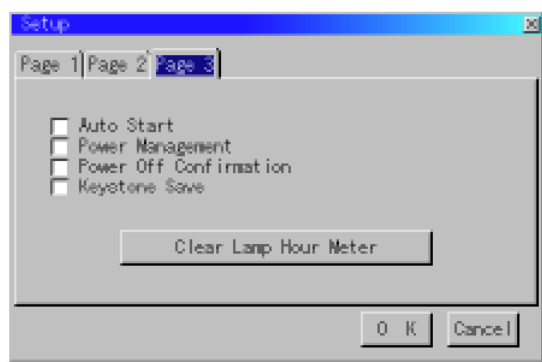 Setup
Page 1 Page 2 Page 3
Auto Start
Power Management
Power Off Confirmation
Keystone Save
Clear Lamp Hour Meter
O K Cancel